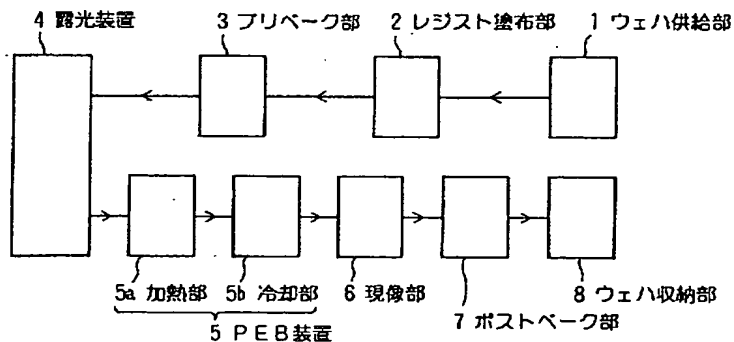 4 露光装置
3 プリベーク部
2 レジスト塗布部
1 ウェハ供給部
5a 加熱部
5b 冷却部
6 現像部
7 ポストベーク部
8 ウェハ収納部
5 PEB装置